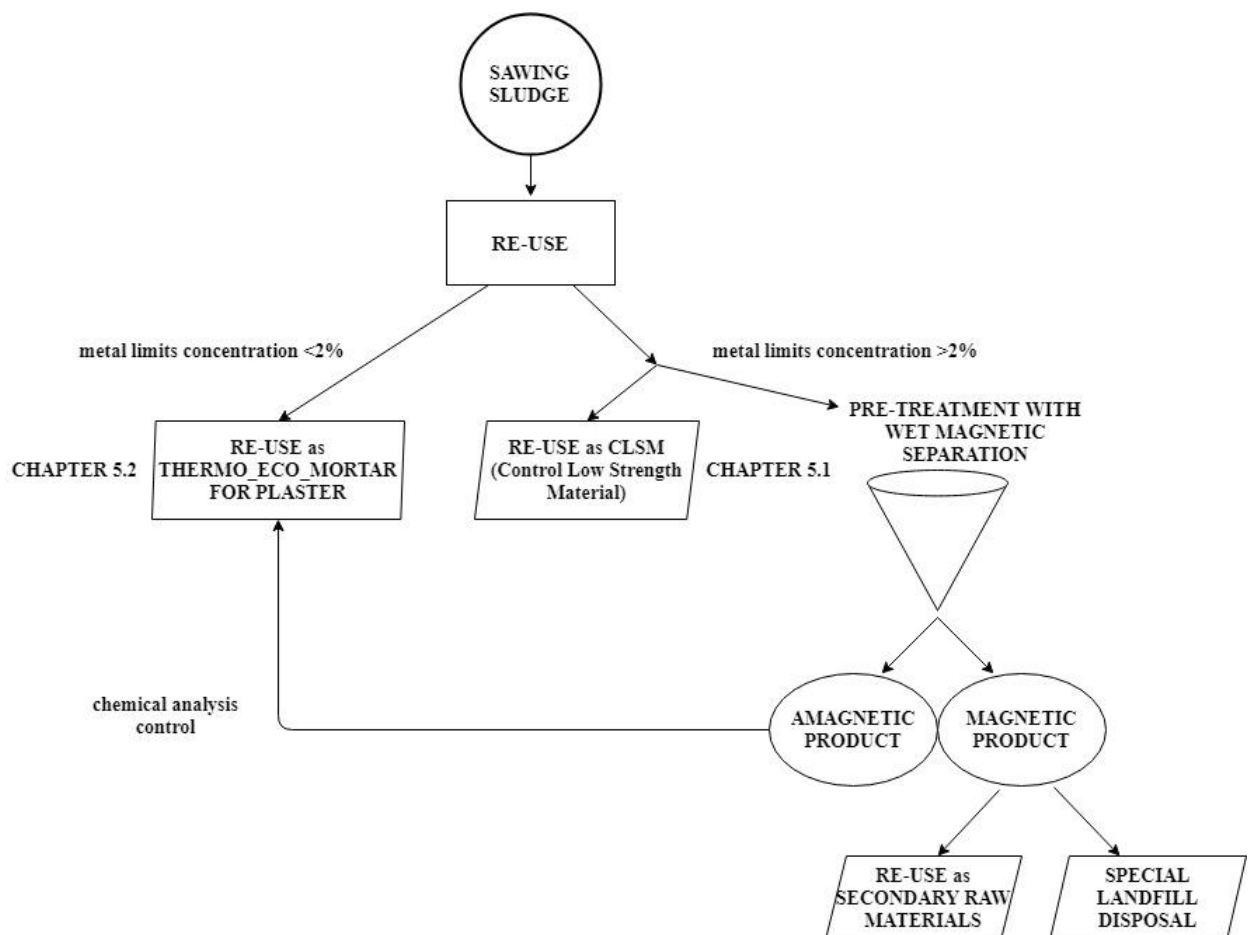 SAWING
SLUDGE
RE-USE
metal limits concentration <2%
metal limits concentration >2%
PRE-TREATMENT WITH
WET MAGNETIC
SEPARATION
CHAPTER 5.2
RE-USE as
THERMO_ECO_MORTAR
FOR PLASTER
RE-USE as CLSM
(Control Low Strength
Material)
CHAPTER 5.1
chemical analysis
control
AMAGNETIC
PRODUCT
MAGNETIC
PRODUCT
RE-USE as
SECONDARY RAW
MATERIALS
SPECIAL
LANDFILL
DISPOSAL